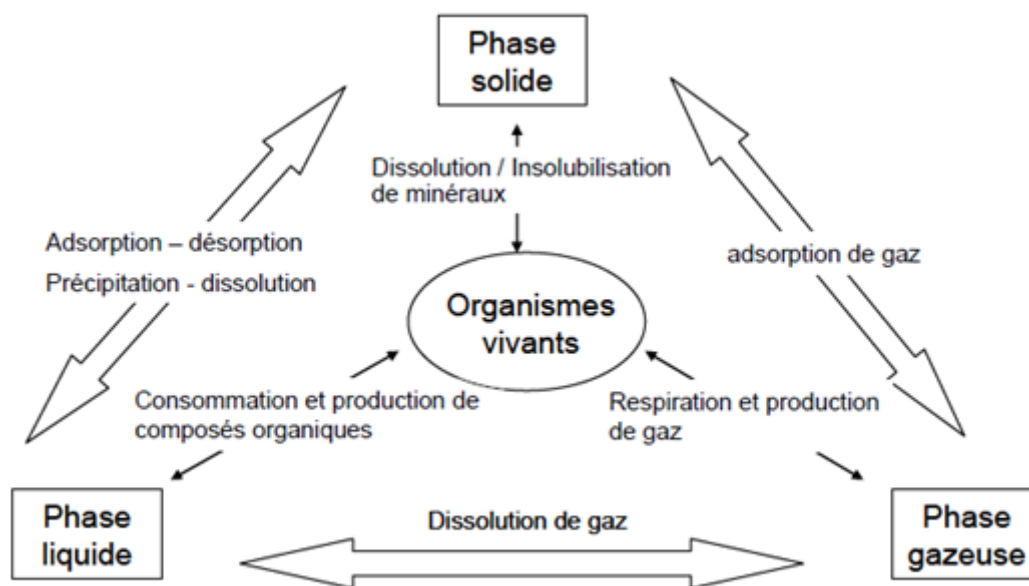 Phase
solide
Dissolution / Insolubilisation
de minéraux
Adsorption – désorption
Précipitation - dissolution
adsorption de gaz
Organismes
vivants
Consommation et production de
composés organiques
Respiration et production
de gaz
Phase
liquide
Dissolution de gaz
Phase
gazeuse